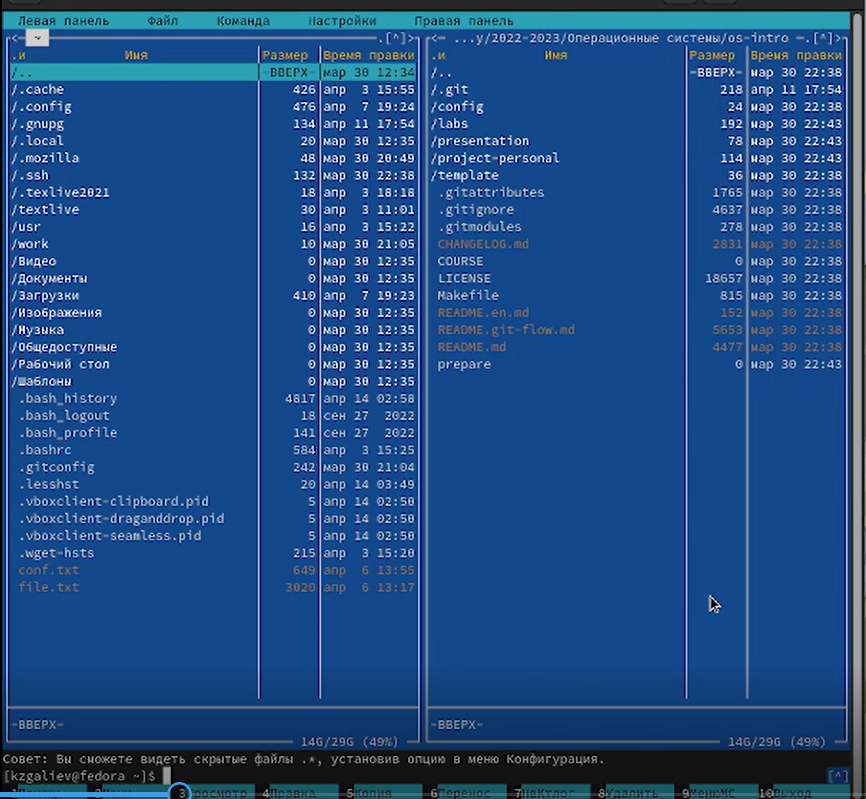 Левая панель Файл Команда Настройки Правая панель
<─ ~ .[^]> <─ ...y/2022-2023/Операционные системы/os-intro ─.[^]>
.и Имя Размер Время правки .и Имя Размер Время правки
/.. -ВВЕРХ- мар 30 12:34 /.. -ВВЕРХ- мар 30 22:38
/.cache 426 апр 3 15:55 /.git 218 апр 11 17:54
/.config 476 апр 7 19:24 /config 24 мар 30 22:38
/.gnupg 134 апр 11 17:54 /labs 192 мар 30 22:43
/.local 20 мар 30 12:35 /presentation 78 мар 30 22:43
/.mozilla 48 мар 30 20:49 /project-personal 114 мар 30 22:43
/.ssh 132 мар 30 22:38 /template 36 мар 30 22:38
/.texlive2021 18 апр 3 18:18 .gitattributes 1765 мар 30 22:38
/textlive 30 апр 3 11:01 .gitignore 4637 мар 30 22:38
/usr 16 апр 3 15:22 .gitmodules 278 мар 30 22:38
/work 10 мар 30 21:05 CHANGELOG.md 2831 мар 30 22:38
/Видео 0 мар 30 12:35 COURSE 0 мар 30 22:38
/Документы 0 мар 30 12:35 LICENSE 18657 мар 30 22:38
/Загрузки 410 апр 7 19:23 Makefile 815 мар 30 22:38
/Изображения 0 мар 30 12:35 README.en.md 152 мар 30 22:38
/Музыка 0 мар 30 12:35 README.git-flow.md 5653 мар 30 22:38
/Общедоступные 0 мар 30 12:35 README.md 4477 мар 30 22:38
/Рабочий стол 0 мар 30 12:35 prepare 0 мар 30 22:43
/Шаблоны 0 мар 30 12:35
.bash_history 4817 апр 14 02:58
.bash_logout 18 сен 27 2022
.bash_profile 141 сен 27 2022
.bashrc 584 апр 3 15:25
.gitconfig 242 мар 30 21:04
.lesshst 20 апр 14 03:49
.vboxclient-clipboard.pid 5 апр 14 02:50
.vboxclient-draganddrop.pid 5 апр 14 02:50
.vboxclient-seamless.pid 5 апр 14 02:50
.wget-hsts 215 апр 3 15:20
conf.txt 649 апр 6 13:55
file.txt 3020 апр 6 13:17
-ВВЕРХ- -ВВЕРХ-
14G/29G (49%) 14G/29G (49%)
Совет: Вы сможете видеть скрытые файлы .*, установив опцию в меню Конфигурация.
[kzgaliev@fedora ~]$ [^]
3 Просмотр 4Правка 5Копия 6Перенос 7НвКтлог 8Удалить 9МенюMC 10Выход